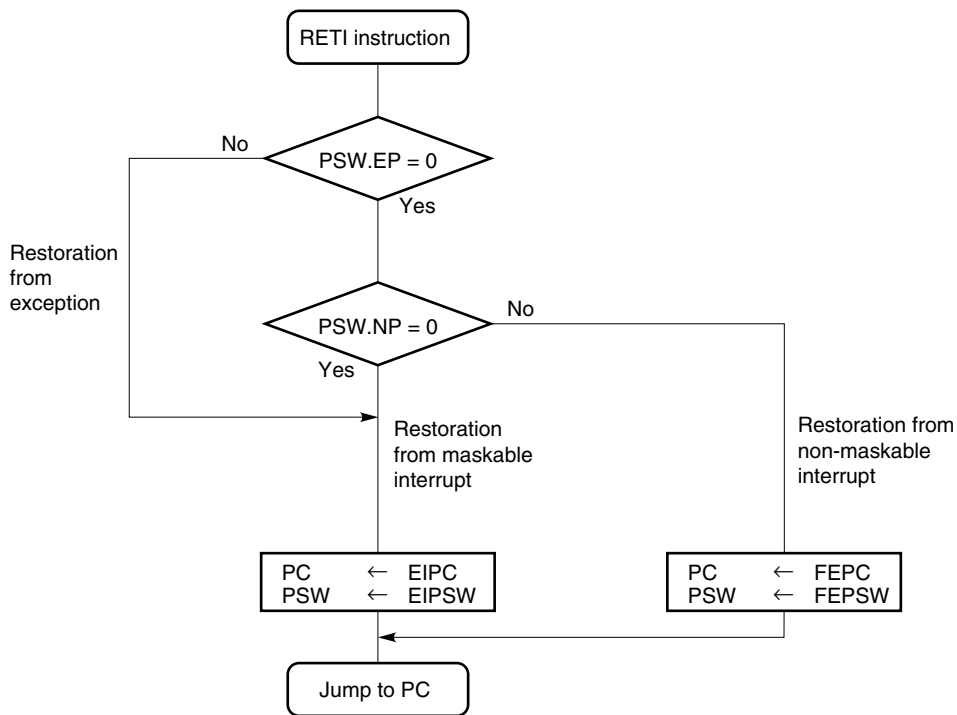 RETI instruction
No
PSW.EP = 0
Yes
Restoration
from
exception
No
PSW.NP = 0
Yes
Restoration
from maskable
interrupt
Restoration from
non-maskable
interrupt
PC ← EIPC
PSW ← EIPSW
PC ← FEPC
PSW ← FEPSW
Jump to PC